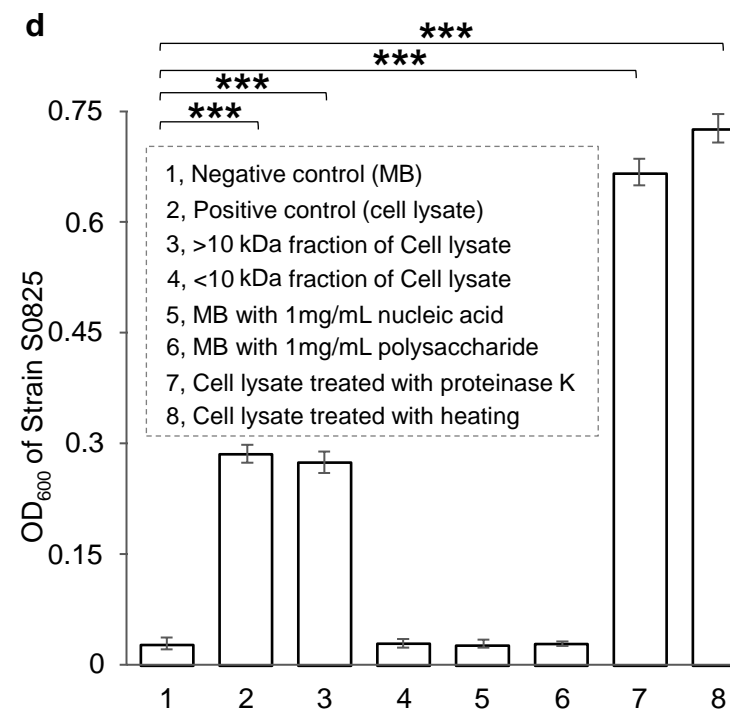 d
***
***
***
***
0.75
0.6
0.45
0.3
0.15
0
OD600 of Strain S0825
1, Negative control (MB)
2, Positive control (cell lysate)
3, >10 kDa fraction of Cell lysate
4, <10 kDa fraction of Cell lysate
5, MB with 1mg/mL nucleic acid
6, MB with 1mg/mL polysaccharide
7, Cell lysate treated with proteinase K
8, Cell lysate treated with heating
1 2 3 4 5 6 7 8